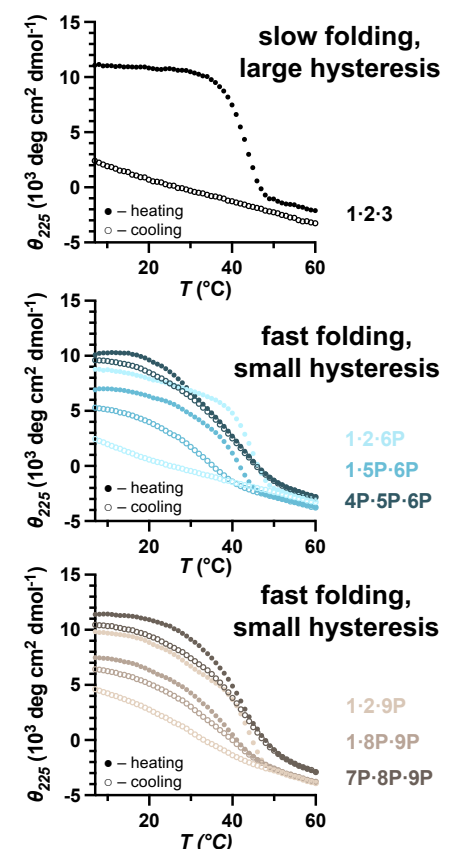 slow folding,
large hysteresis
15
10
5
0
-5
θ225 (10³ deg cm² dmol⁻¹)
● – heating
○ – cooling
20 40 60
T (°C)
1·2·3
fast folding,
small hysteresis
15
10
5
0
-5
θ225 (10³ deg cm² dmol⁻¹)
● – heating
○ – cooling
20 40 60
T (°C)
1·2·6P
1·5P·6P
4P·5P·6P
fast folding,
small hysteresis
15
10
5
0
-5
θ225 (10³ deg cm² dmol⁻¹)
● – heating
○ – cooling
20 40 60
T (°C)
1·2·9P
1·8P·9P
7P·8P·9P